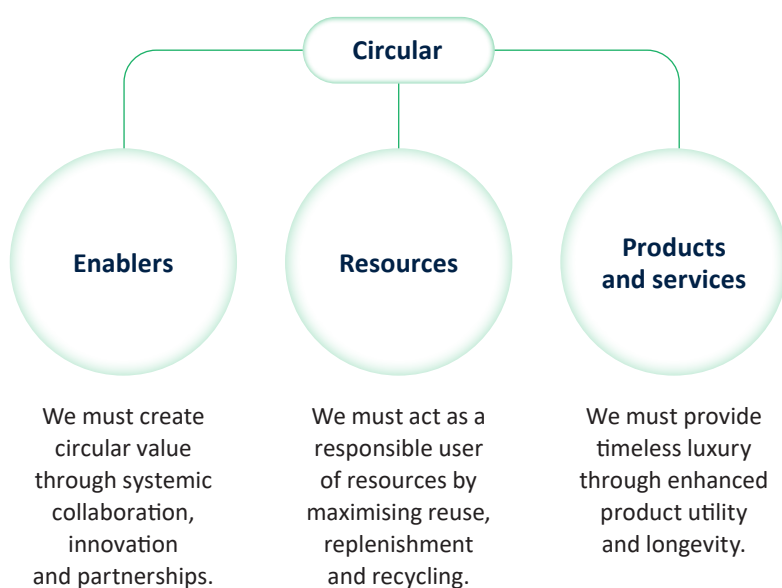 Circular
Enablers
Resources
Products
and services
We must create
circular value
through systemic
collaboration,
innovation
and partnerships.
We must act as a
responsible user
of resources by
maximising reuse,
replenishment
and recycling.
We must provide
timeless luxury
through enhanced
product utility
and longevity.